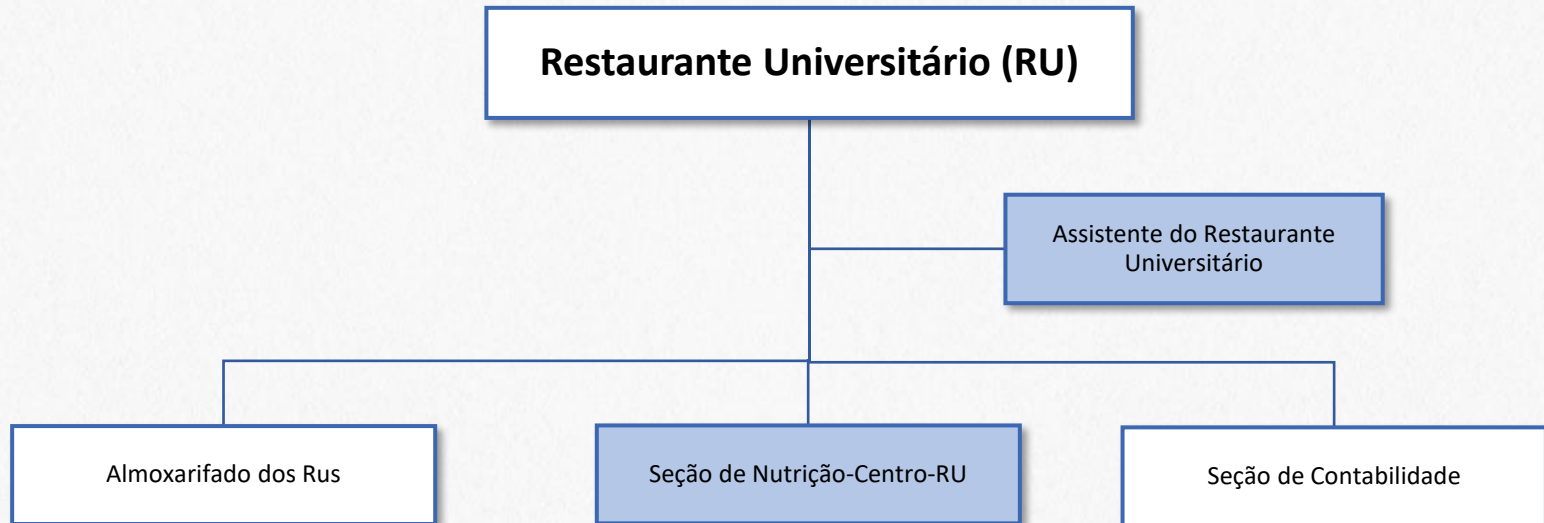 Restaurante Universitário (RU)
Assistente do Restaurante
Universitário
Almoxarifado dos Rus
Seção de Nutrição-Centro-RU
Seção de Contabilidade